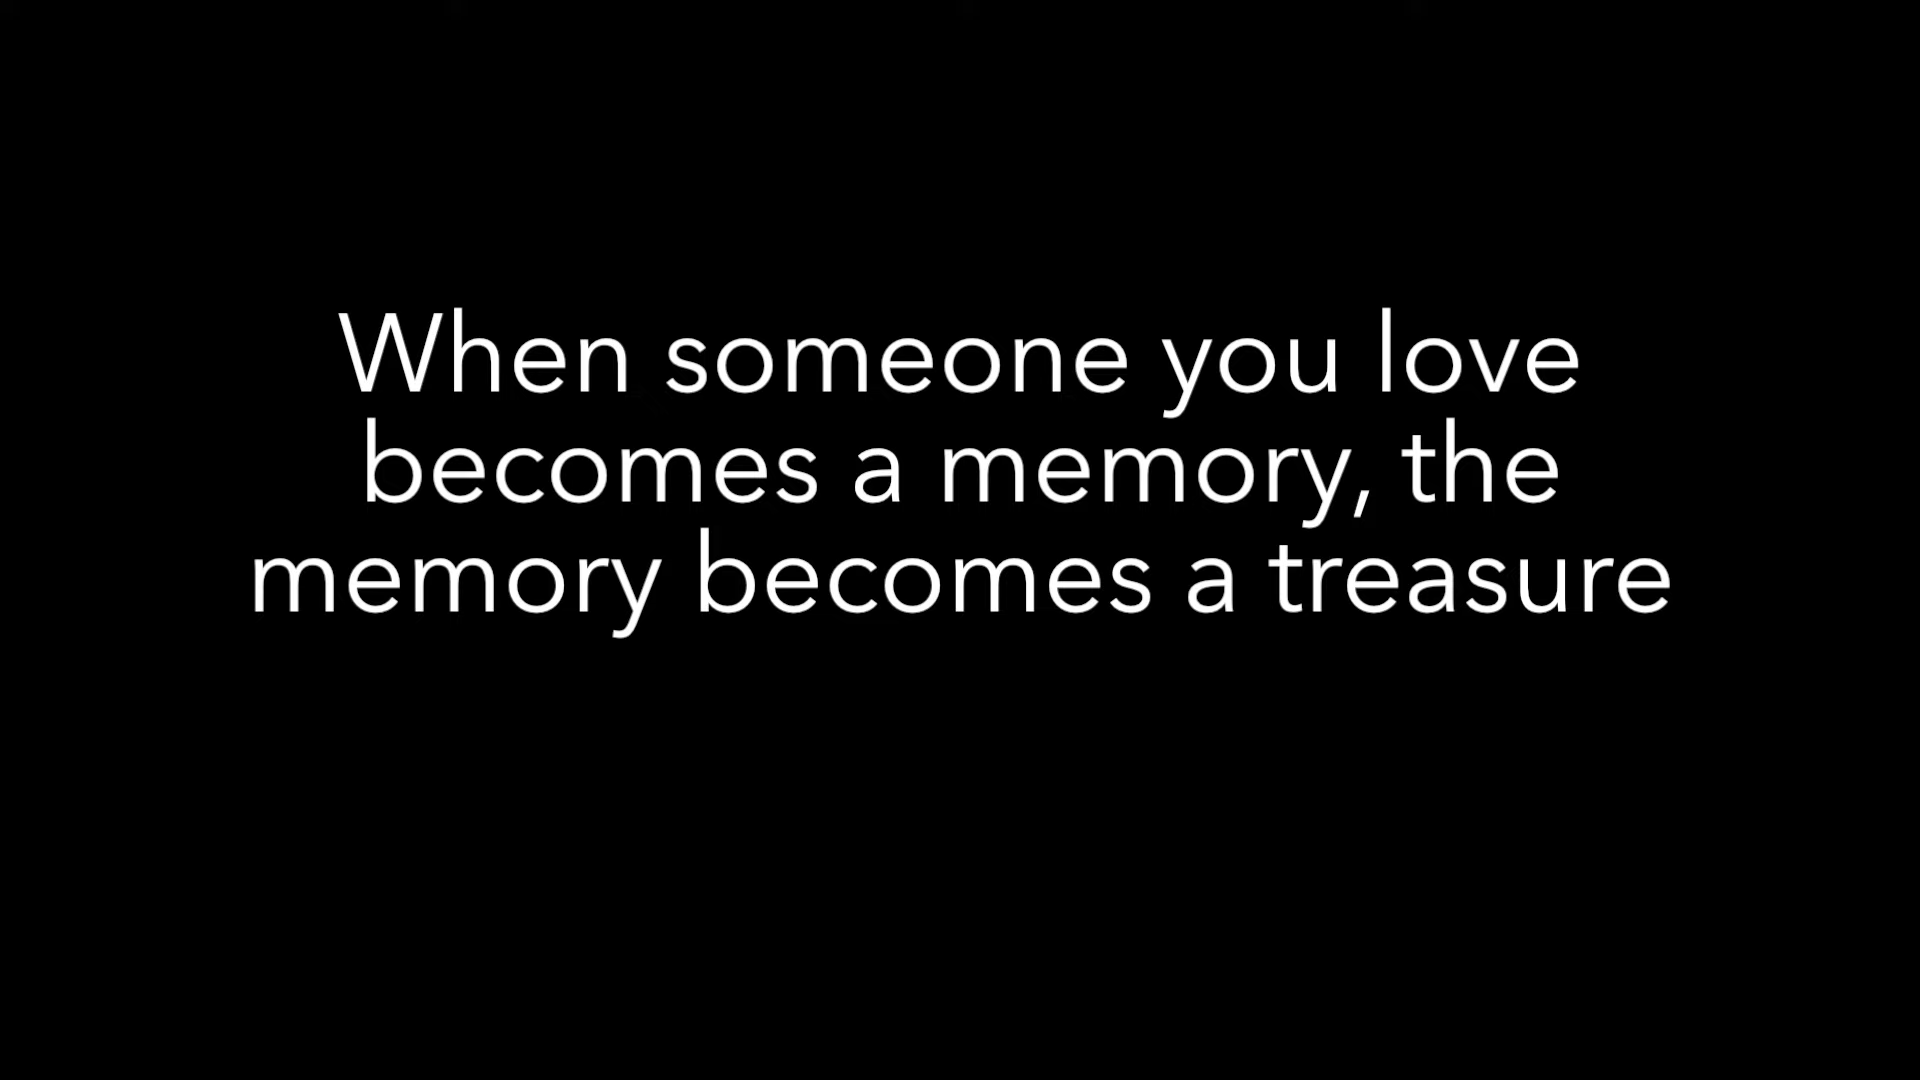 When someone you love
becomes a memory, the
memory becomes a treasure